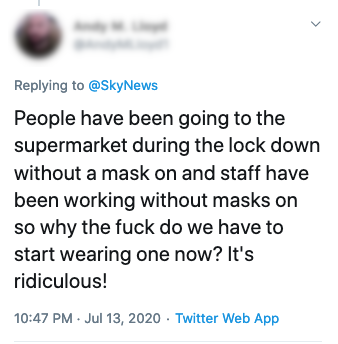 Replying to @SkyNews
People have been going to the
supermarket during the lock down
without a mask on and staff have
been working without masks on
so why the fuck do we have to
start wearing one now? It's
ridiculous!
10:47 PM · Jul 13, 2020 · Twitter Web App